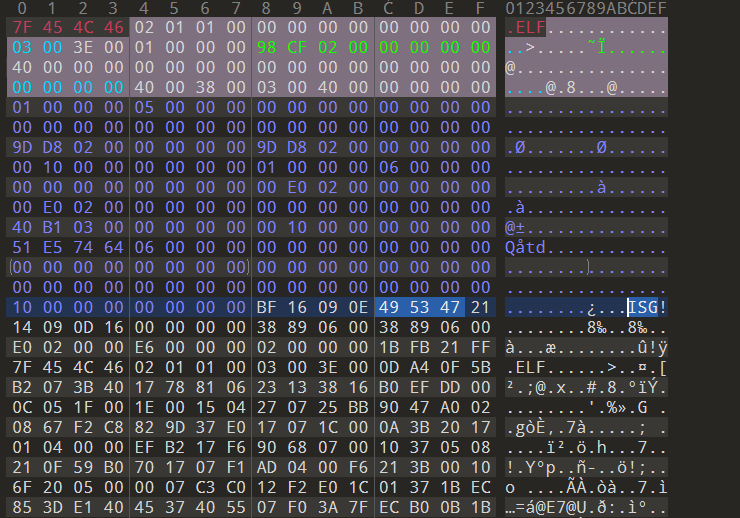 0 1 2 3 4 5 6 7 8 9 A B C D E F 0123456789ABCDEF
7F 45 4C 46 02 01 01 00 00 00 00 00 00 00 00 00 .ELF............
03 00 3E 00 01 00 00 00 98 CF 02 00 00 00 00 00 ..>.....˜Ï......
40 00 00 00 00 00 00 00 00 00 00 00 00 00 00 00 @...............
00 00 00 00 40 00 38 00 03 00 40 00 00 00 00 00 ....@.8...@.....
01 00 00 00 05 00 00 00 00 00 00 00 00 00 00 00 ................
00 00 00 00 00 00 00 00 00 00 00 00 00 00 00 00 ................
9D D8 02 00 00 00 00 00 9D D8 02 00 00 00 00 00 .Ø.......Ø......
00 10 00 00 00 00 00 00 01 00 00 00 06 00 00 00 ................
00 00 00 00 00 00 00 00 00 E0 02 00 00 00 00 00 .........à......
00 E0 02 00 00 00 00 00 00 00 00 00 00 00 00 00 .à..............
40 B1 03 00 00 00 00 00 00 10 00 00 00 00 00 00 @±..............
51 E5 74 64 06 00 00 00 00 00 00 00 00 00 00 00 Qåtd............
00 00 00 00 00 00 00 00 00 00 00 00 00 00 00 00 ................
00 00 00 00 00 00 00 00 00 00 00 00 00 00 00 00 ................
10 00 00 00 00 00 00 00 BF 16 09 0E 49 53 47 21 ........¿...ISG!
14 09 0D 16 00 00 00 00 38 89 06 00 38 89 06 00 ........8‰..8‰..
E0 02 00 00 E6 00 00 00 02 00 00 00 1B FB 21 FF à...æ........û!ÿ
7F 45 4C 46 02 01 01 00 03 00 3E 00 0D A4 0F 5B .ELF......>..¤.[
B2 07 3B 40 17 78 81 06 23 13 38 16 B0 EF DD 00 ².;@.x..#.8.°ïÝ.
0C 05 1F 00 1E 00 15 04 27 07 25 BB 90 47 A0 02 ........'.%».G .
08 67 F2 C8 82 9D 37 E0 17 07 1C 00 0A 3B 20 17 .gòÈ‚.7à.....; .
01 04 00 00 EF B2 17 F6 90 68 07 00 10 37 05 08 ....ï².ö.h...7..
21 0F 59 B0 70 17 07 F1 AD 04 00 F6 21 3B 00 10 !.Y°p..ñ-..ö!;..
6F 20 05 00 00 07 C3 C0 12 F2 E0 1C 01 37 1B EC o ....ÃÀ.òà..7.ì
85 3D E1 40 45 37 40 55 07 F0 3A 7F EC B0 0B 1B …=á@E7@U.ð:.ì°..